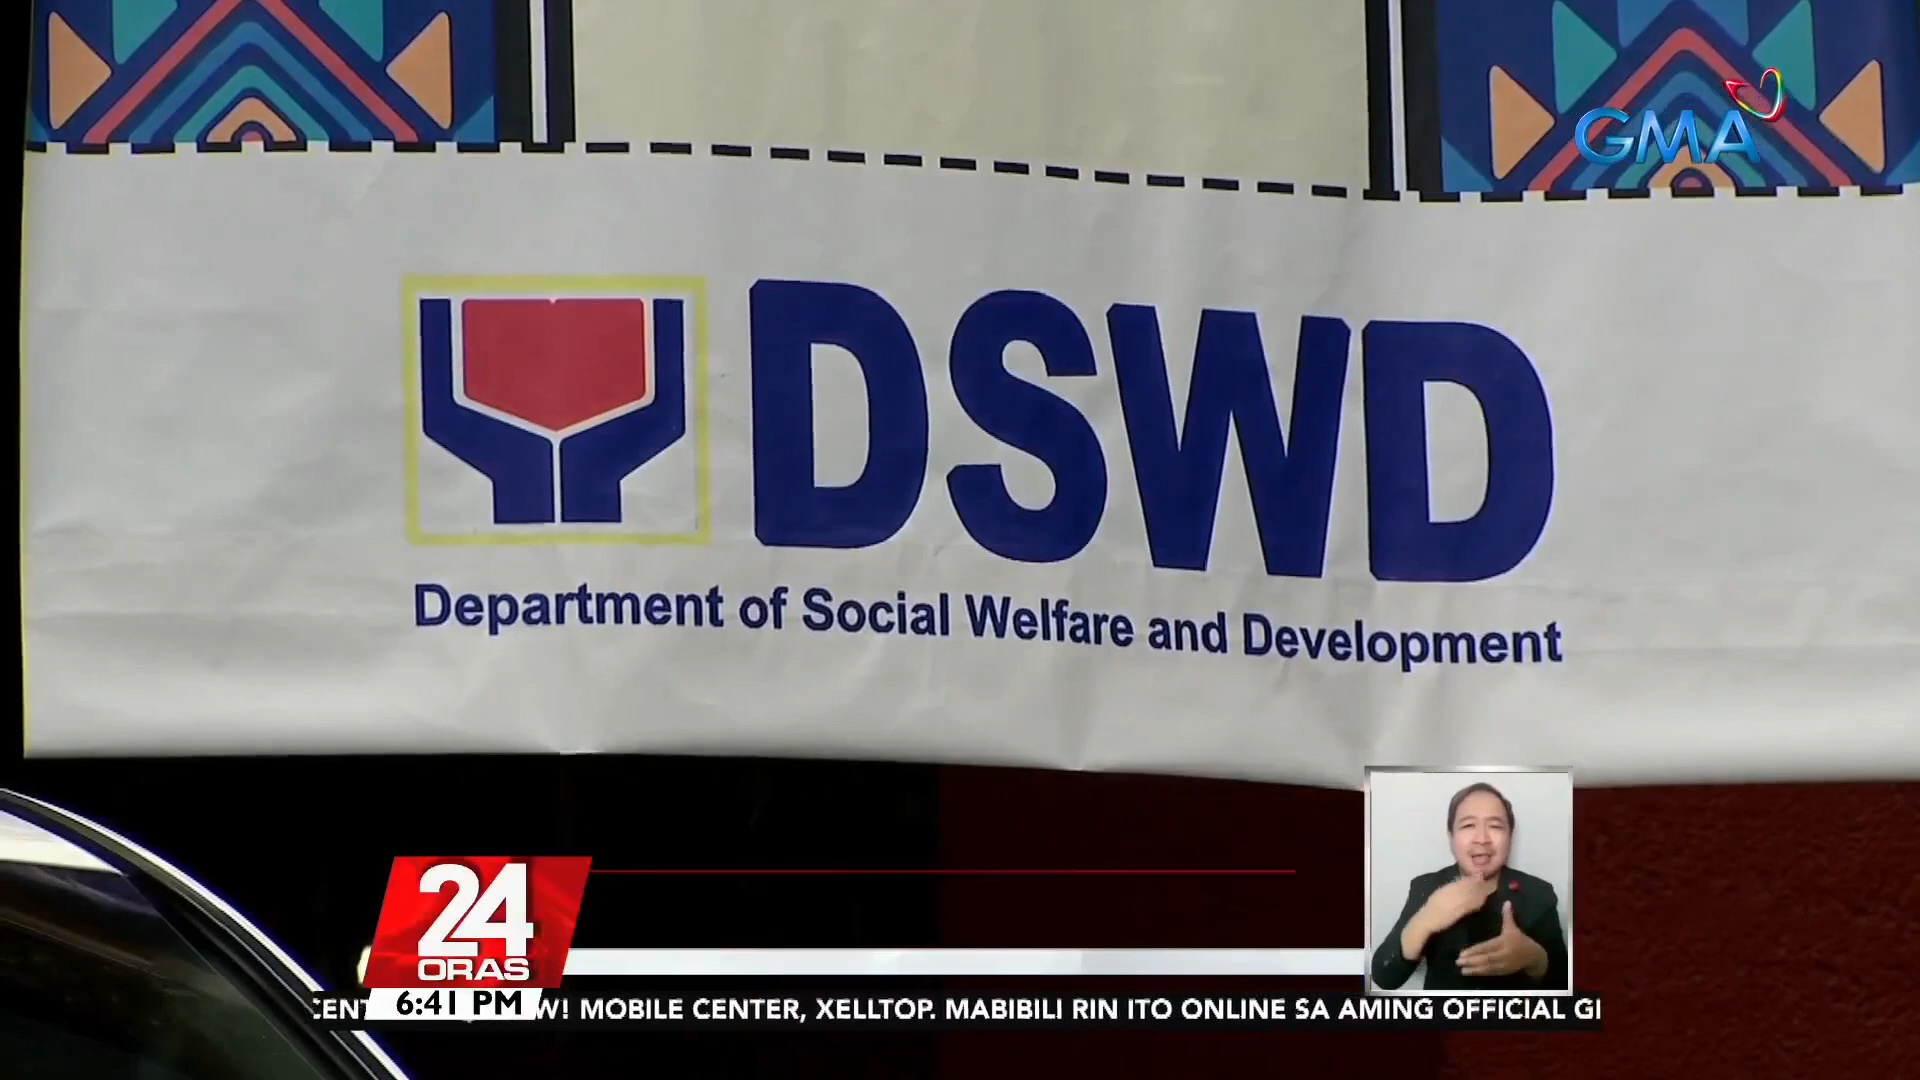 GMA
DSWD
Department of Social Welfare and Development
24
ORAS
6:41 PM
W! MOBILE CENTER, XELLTOP. MABIBILI RIN ITO ONLINE SA AMING OFFICIAL